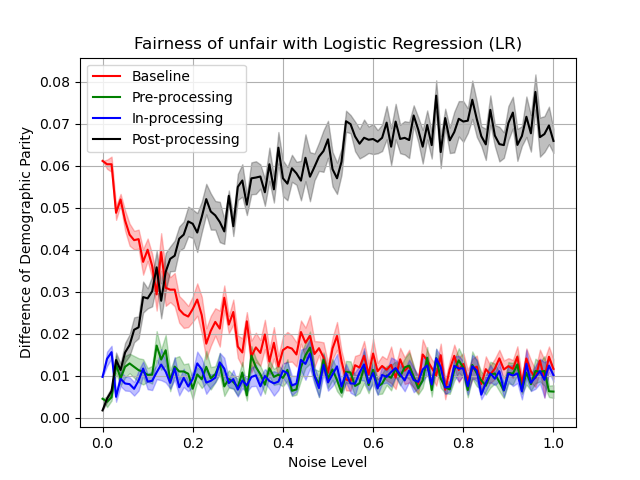 Fairness of unfair with Logistic Regression (LR)
Baseline
Pre-processing
In-processing
Post-processing
Difference of Demographic Parity
0.08
0.07
0.06
0.05
0.04
0.03
0.02
0.01
0.00
0.0 0.2 0.4 0.6 0.8 1.0
Noise Level